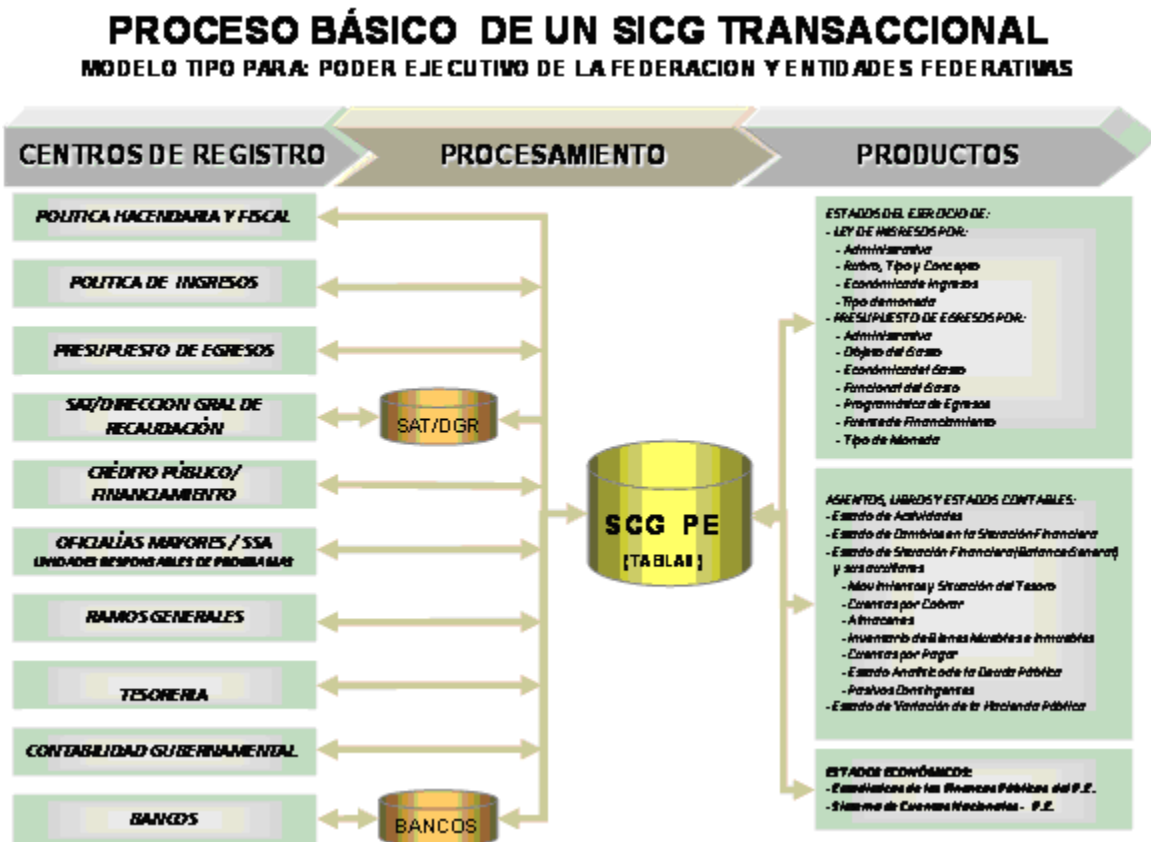 PROCESO BÁSICO DE UN SICG TRANSACCIONAL
MODELO TIPO PARA: PODER EJECUTIVO DE LA FEDERACION Y ENTIDADES FEDERATIVAS
CENTROS DE REGISTRO
PROCESAMIENTO
PRODUCTOS
POLITICA HACENDARIA Y FISCAL
POLITICA DE INGRESOS
PRESUPUESTO DE EGRESOS
SAT/DIRECCION GRAL DE
RECAUDACIÓN
CRÉDITO PÚBLICO/
FINANCIAMIENTO
OFICIALÍAS MAYORES / SSA
UNIDADES RESPONSABLES DE PROGRAMAS
RAMOS GENERALES
TESORERIA
CONTABILIDAD GUBERNAMENTAL
BANCOS
SAT/DGR
BANCOS
SCG PE
ESTADOS DEL EJERCICIO DE:
- LEY DE INGRESOS POR:
- Administrativa
- Rubro, Tipo y Concepto
- Económica de Ingresos
- Tipo de moneda
- PRESUPUESTO DE EGRESOS POR:
- Administrativa
- Objeto del Gasto
- Económica del Gasto
- Funcional del Gasto
- Programática de Egresos
- Fuente de Financiamiento
- Tipo de Moneda
ASIENTOS, LIBROS Y ESTADOS CONTABLES:
- Estado de Actividades
- Estado de Cambios en la Situación Financiera
- Estado de Situación Financiera (Balance General)
y sus auxiliares
- Movimientos y Situación del Tesoro
- Cuentas por Cobrar
- Almacenes
- Inventario de Bienes Muebles e Inmuebles
- Cuentas por Pagar
- Estado Analítico de la Deuda Pública
- Pasivos Contingentes
- Estado de Variación de la Hacienda Pública
ESTADOS ECONÓMICOS:
- Estadísticas de las Finanzas Públicas del P.E.
- Sistema de Cuentas Nacionales - P.E.